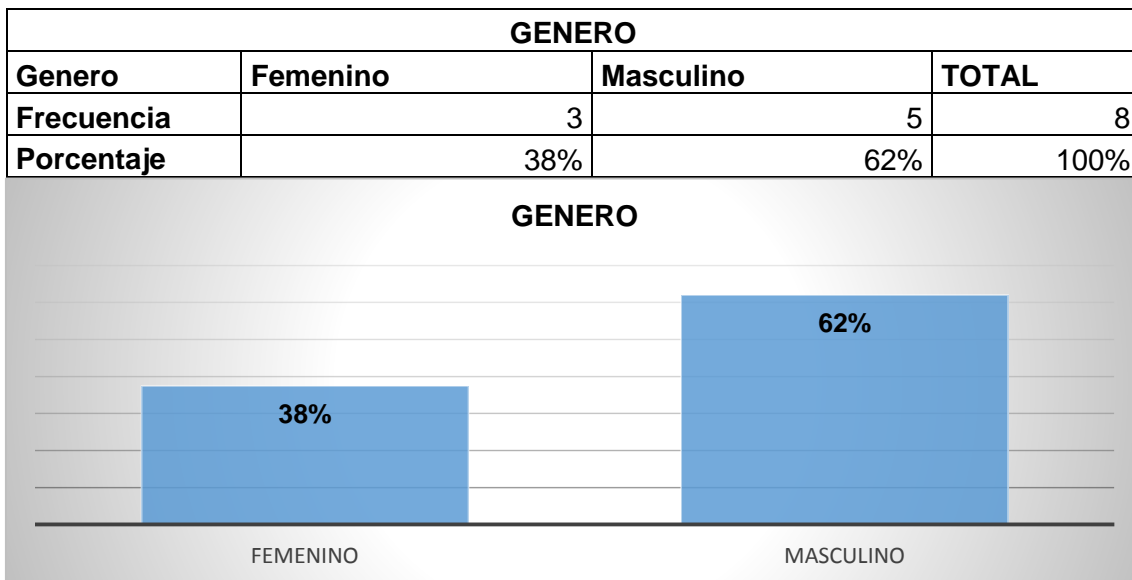 GENERO
Genero Femenino Masculino TOTAL
Frecuencia 3 5 8
Porcentaje 38% 62% 100%
GENERO
62%
38%
FEMENINO MASCULINO